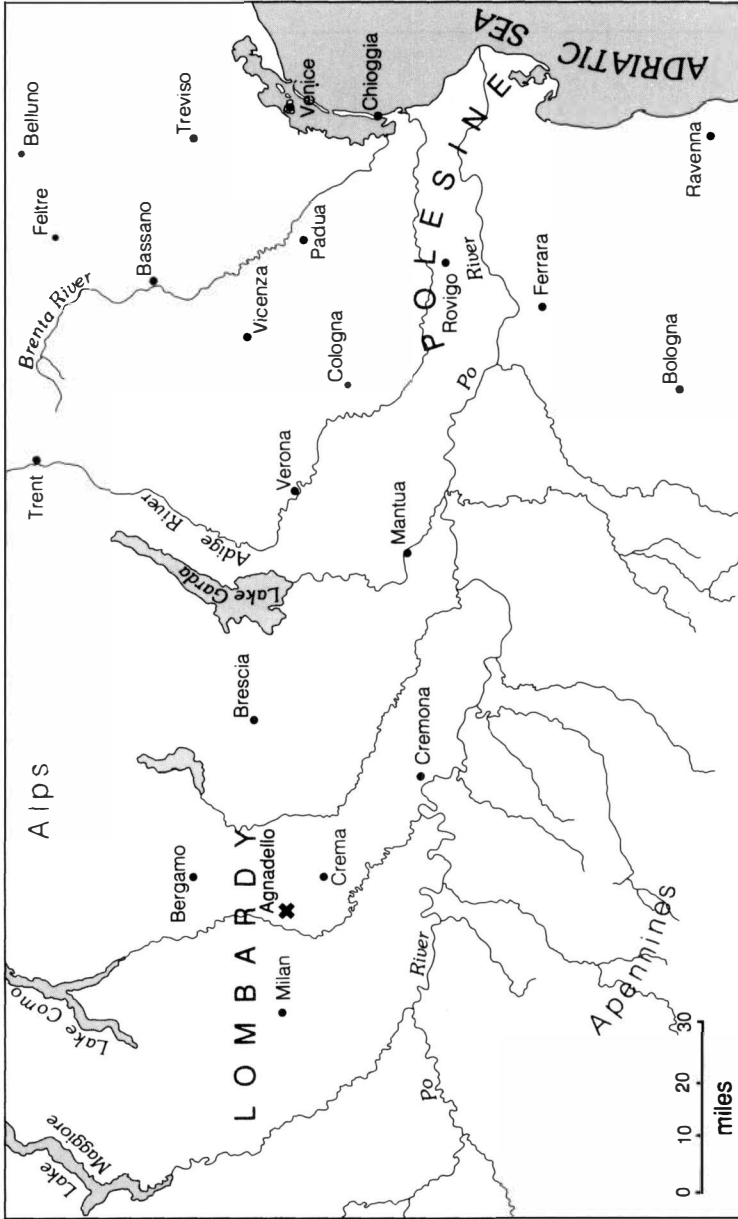 Alps
Lake Maggiore
Lake Como
Bergamo
LOMBARDY
Milan
Agnadello
Crema
Brescia
Cremona
Lake Garda
Adige River
Trent
Verona
Mantua
Brenta River
Feltre
Belluno
Bassano
Treviso
Vicenza
Padua
Cologna
Venice
Chioggia
ADRIATIC SEA
POLESINE
Rovigo
Po River
Ferrara
Bologna
Ravenna
Po River
Apennines
0 10 20 30
miles